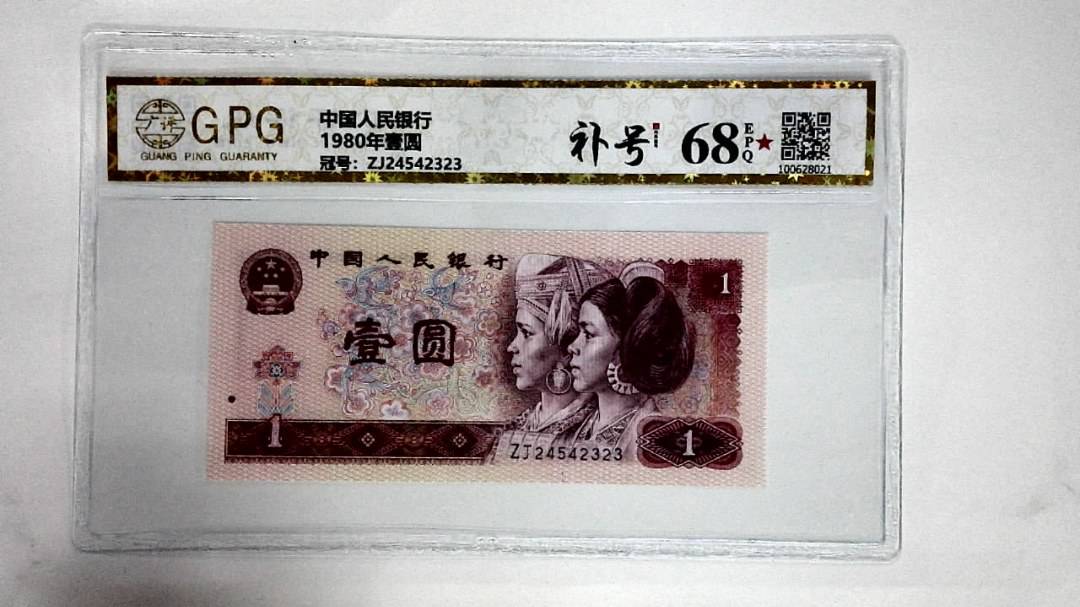 GPG
GUANG PING GUARANTY
中国人民银行
1980年壹圆
冠号：ZJ24542323
补号
68
EPQ
100628021
中国人民银行
1
壹圆
1
ZJ24542323
1